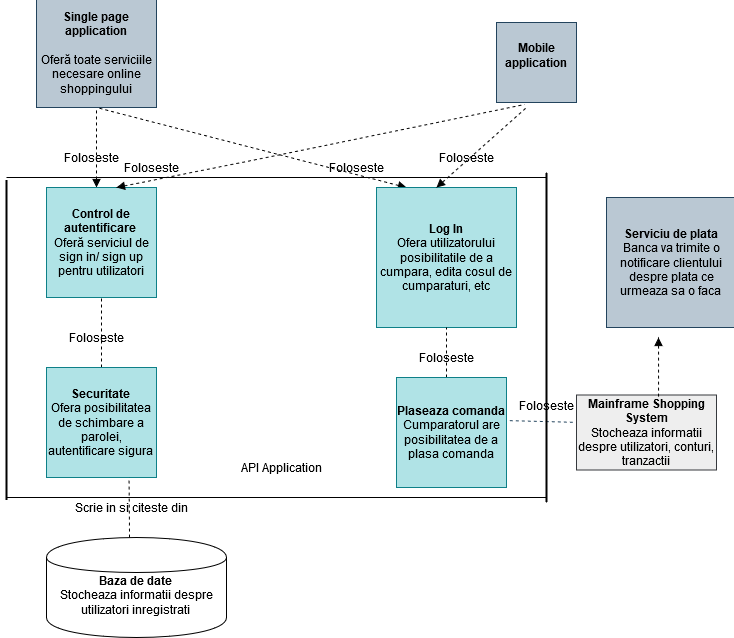 Single page
application
Oferă toate serviciile
necesare online
shoppingului
Mobile
application
Foloseste
Foloseste
Foloseste
Foloseste
Control de
autentificare
Oferă serviciul de
sign in/ sign up
pentru utilizatori
Log In
Ofera utilizatorului
posibilitatile de a
cumpara, edita cosul de
cumparaturi, etc
Serviciu de plata
Banca va trimite o
notificare clientului
despre plata ce
urmeaza sa o faca
Foloseste
Foloseste
Securitate
Ofera posibilitatea
de schimbare a
parolei,
autentificare sigura
Plaseaza comanda
Cumparatorul are
posibilitatea de a
plasa comanda
Foloseste
Mainframe Shopping
System
Stocheaza informatii
despre utilizatori, conturi,
tranzactii
API Application
Scrie in si citeste din
Baza de date
Stocheaza informatii despre
utilizatori inregistrati